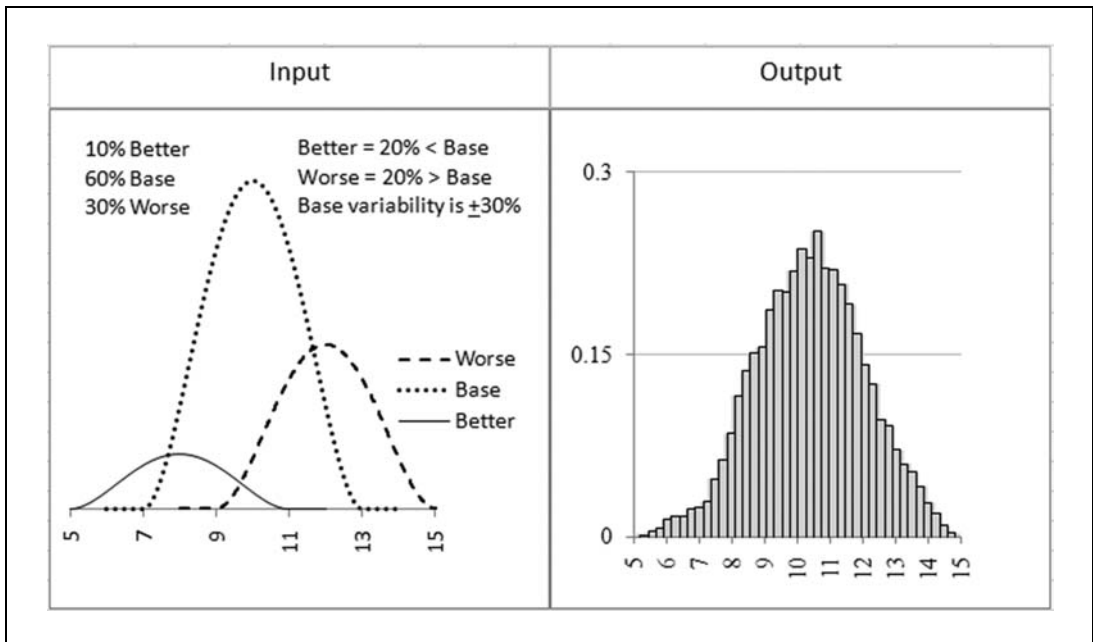 Input
Output
10% Better
60% Base
30% Worse
Better = 20% < Base
Worse = 20% > Base
Base variability is ±30%
Worse
Base
Better
5
7
9
11
13
15
0.3
0.15
0
5
6
7
8
9
10
11
12
13
14
15